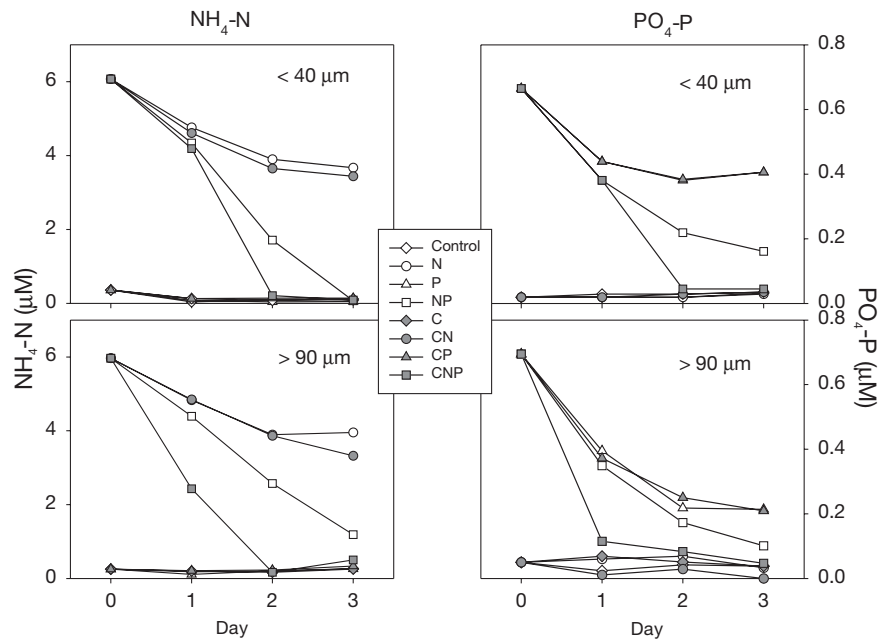 NH4-N
PO4-P
< 40 µm
< 40 µm
0.8
6
0.6
4
0.4
2
0.2
0
0.0
Control
N
P
NP
C
CN
CP
CNP
NH4-N (µM)
PO4-P (µM)
> 90 µm
> 90 µm
0.8
6
0.6
4
0.4
2
0.2
0
0.0
0 1 2 3
0 1 2 3
Day
Day